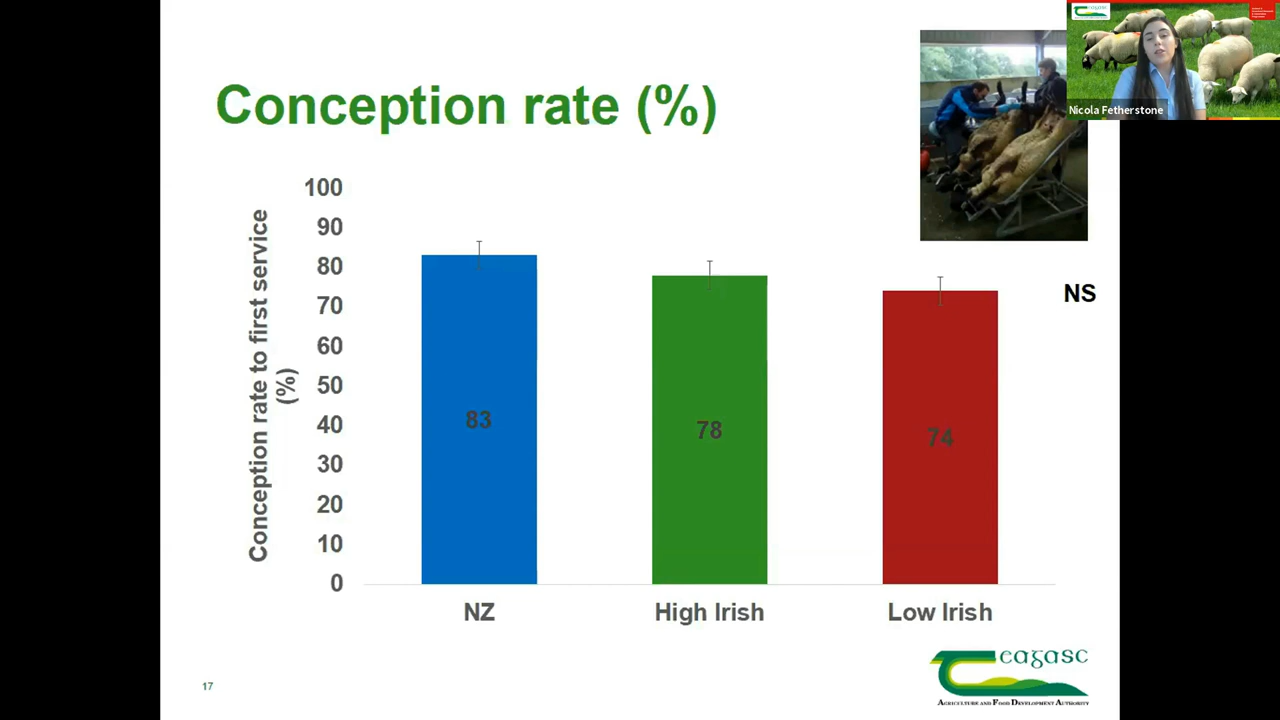 Conception rate (%)
Teagasc
Nicola Fetherstone
Conception rate to first service
(%)
100
90
80
70
60
50
40
30
20
10
0
83
78
74
NS
NZ
High Irish
Low Irish
17
Teagasc
AGRICULTURE AND FOOD DEVELOPMENT AUTHORITY